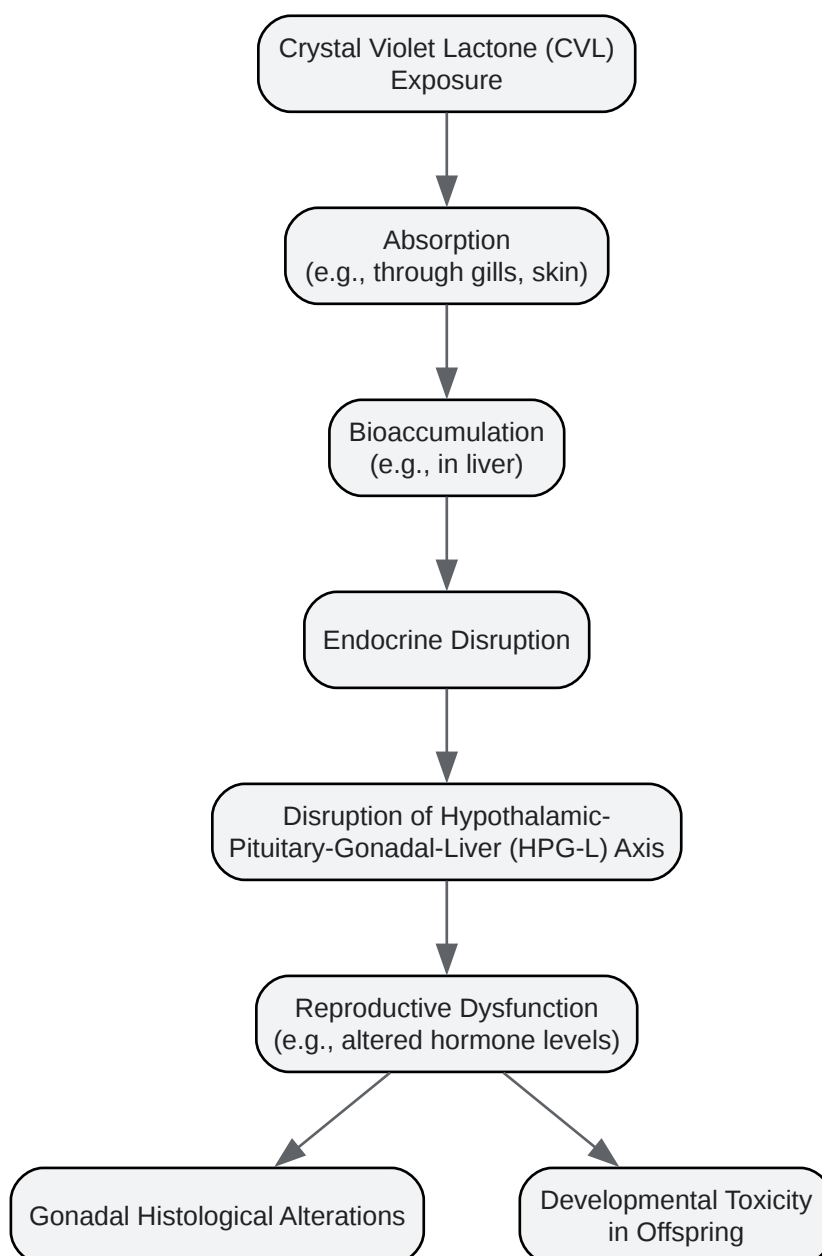 Crystal Violet Lactone (CVL)
Exposure
Absorption
(e.g., through gills, skin)
Bioaccumulation
(e.g., in liver)
Endocrine Disruption
Disruption of Hypothalamic-
Pituitary-Gonadal-Liver (HPG-L) Axis
Reproductive Dysfunction
(e.g., altered hormone levels)
Gonadal Histological Alterations
Developmental Toxicity
in Offspring